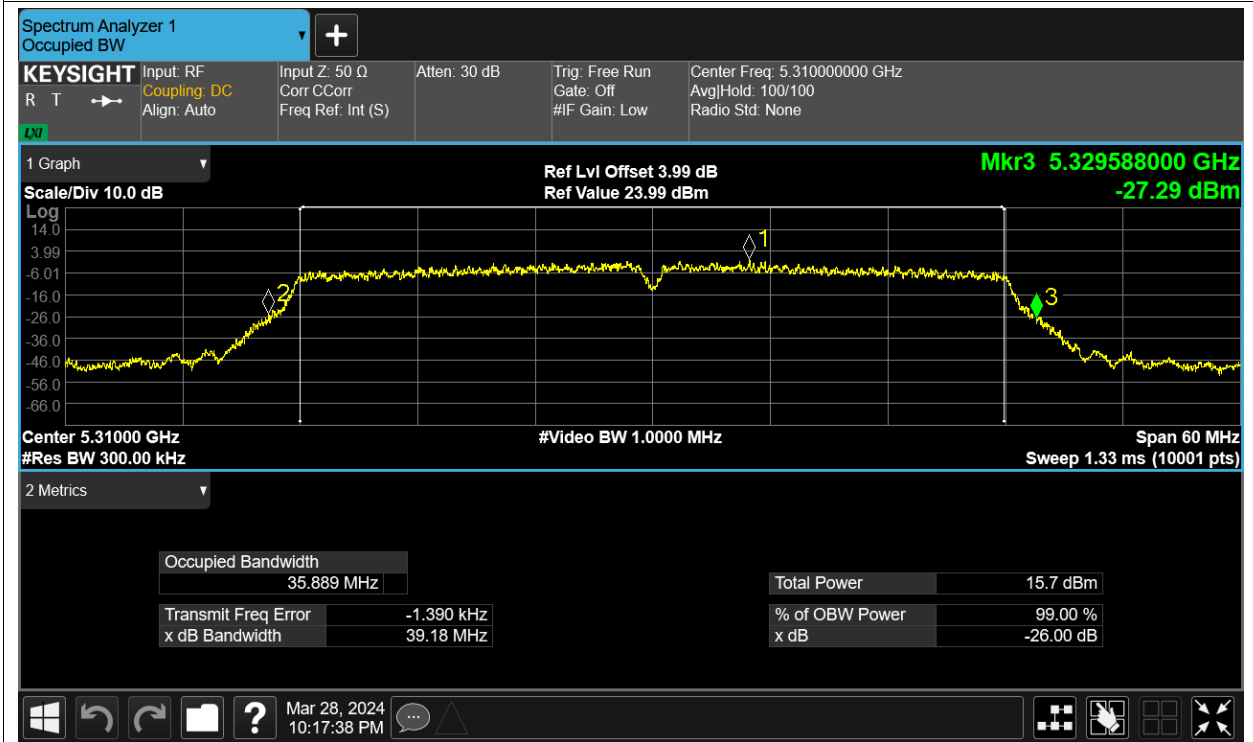 Spectrum Analyzer 1
Occupied BW
KEYSIGHT
R T
LXI
Input: RF
Coupling: DC
Align: Auto
Input Z: 50 Ω
Corr CCorr
Freq Ref: Int (S)
Atten: 30 dB
Trig: Free Run
Gate: Off
#IF Gain: Low
Center Freq: 5.310000000 GHz
Avg|Hold: 100/100
Radio Std: None
1 Graph
Scale/Div 10.0 dB
Ref Lvl Offset 3.99 dB
Ref Value 23.99 dBm
Mkr3 5.329588000 GHz
-27.29 dBm
Log
14.0
3.99
-6.01
-16.0
-26.0
-36.0
-46.0
-56.0
-66.0
1
2
3
Center 5.31000 GHz
#Res BW 300.00 kHz
#Video BW 1.0000 MHz
Span 60 MHz
Sweep 1.33 ms (10001 pts)
2 Metrics
Occupied Bandwidth
35.889 MHz
Transmit Freq Error -1.390 kHz
x dB Bandwidth 39.18 MHz
Total Power 15.7 dBm
% of OBW Power 99.00 %
x dB -26.00 dB
?
Mar 28, 2024
10:17:38 PM